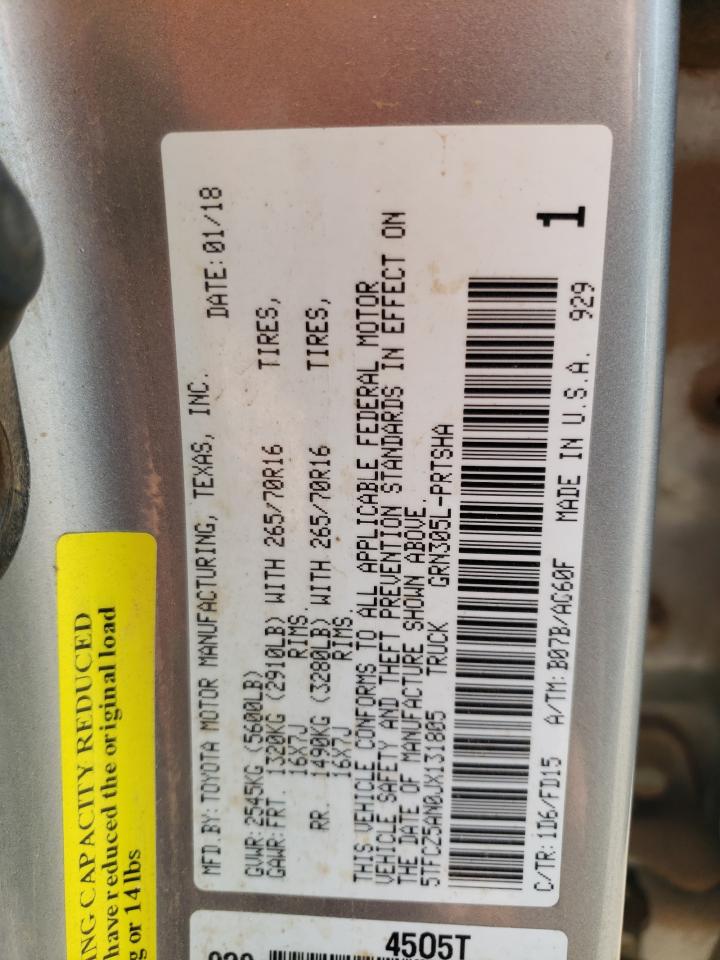 MFD.BY:TOYOTA MOTOR MANUFACTURING, TEXAS, INC. DATE:01/18
GVWR:2545KG (5600LB)
GAWR:FRT. 1320KG (2910LB) WITH 265/70R16 TIRES,
16X7J RIMS.
RR. 1490KG (3280LB) WITH 265/70R16 TIRES,
16X7J RIMS.
THIS VEHICLE CONFORMS TO ALL APPLICABLE FEDERAL MOTOR
VEHICLE SAFETY AND THEFT PREVENTION STANDARDS IN EFFECT ON
THE DATE OF MANUFACTURE SHOWN ABOVE.
5TFCZ5AN0JX131805 TRUCK GRN305L-PRTSHA
1
C/TR:1D6/FD15 A/TM:B07B/AC60F MADE IN U.S.A. 929
CAPACITY REDUCED
have reduced the original load
or 14 lbs
4505T